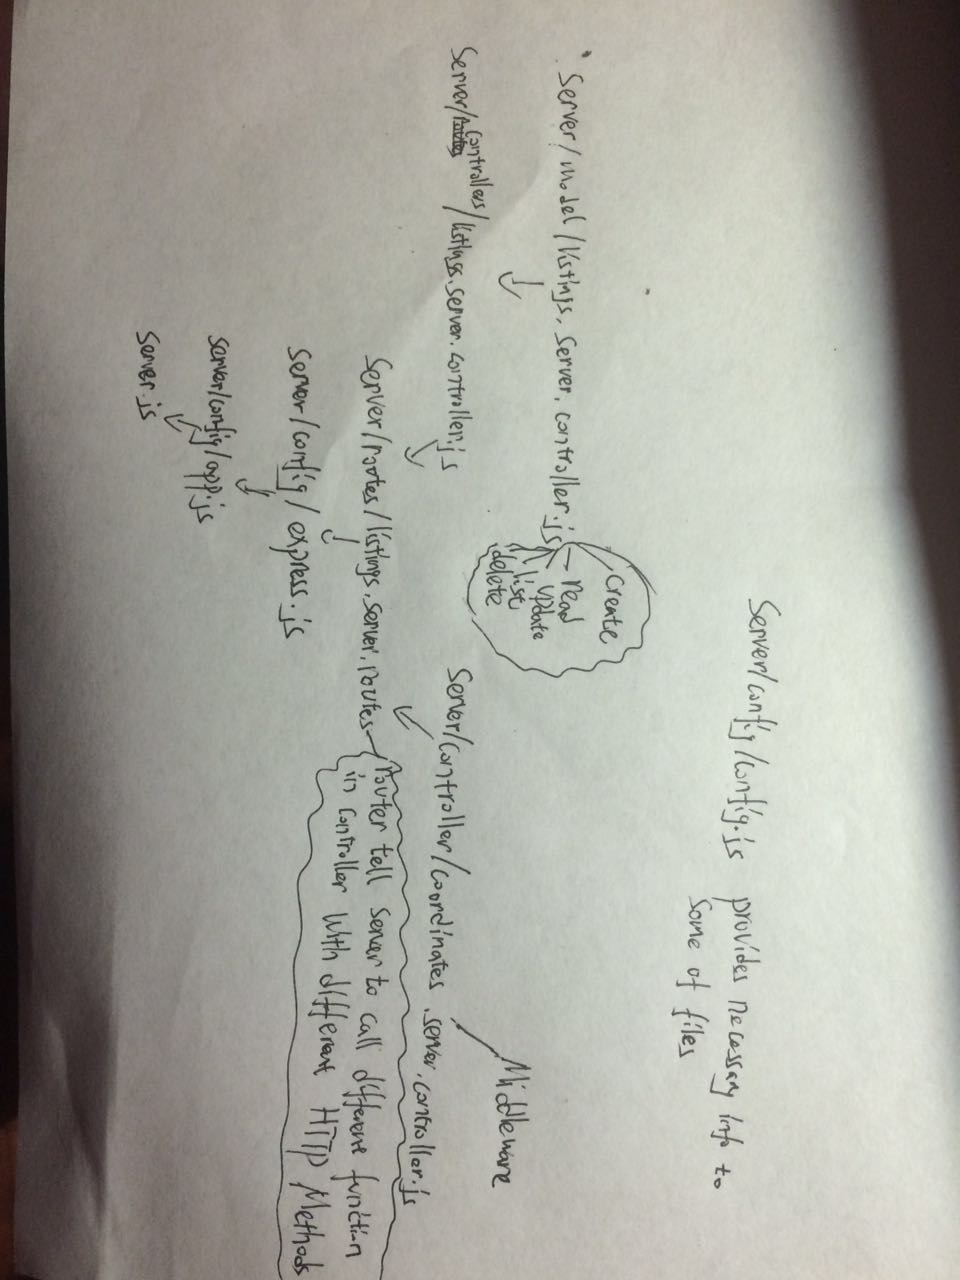 Server/config/config.js provides necessary info to
some of files
create
Server/model/listings.server.controller.js
read
update
list
delete
Middleware
Server/controllers/listings.server.controller.js
Server/controller/coordinates.server.controller.js
Server/routes/listings.server.routes
router tell server to call different function
in controller with different HTTP Methods
server/config/express.js
server/config/app.js
server.js